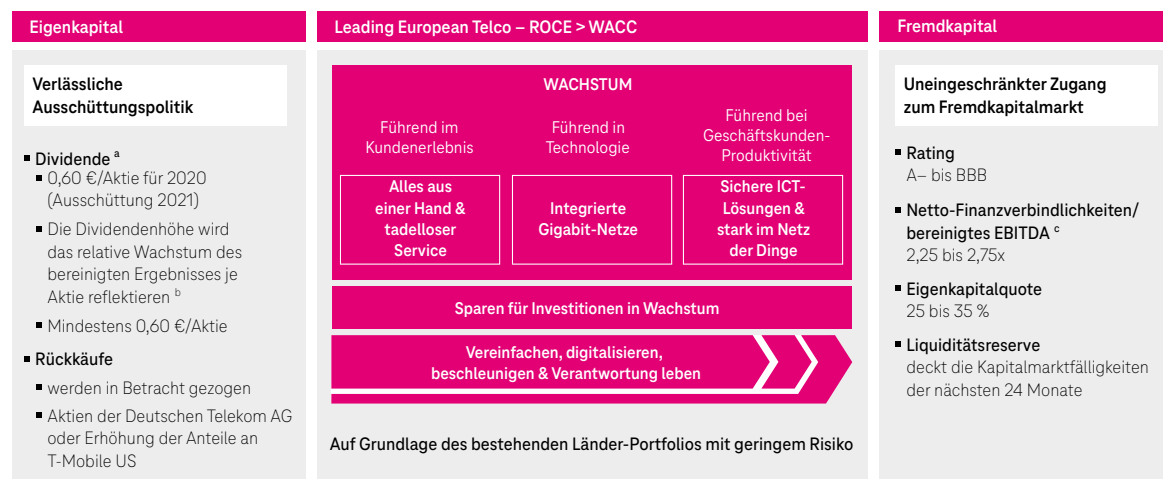 Eigenkapital
Verlässliche
Ausschüttungspolitik
Dividende a
0,60 €/Aktie für 2020
(Ausschüttung 2021)
Die Dividendenhöhe wird
das relative Wachstum des
bereinigten Ergebnisses je
Aktie reflektieren b
Mindestens 0,60 €/Aktie
Rückkäufe
werden in Betracht gezogen
Aktien der Deutschen Telekom AG
oder Erhöhung der Anteile an
T-Mobile US
Leading European Telco – ROCE > WACC
WACHSTUM
Führend im
Kundenerlebnis
Alles aus
einer Hand &
tadelloser
Service
Führend in
Technologie
Integrierte
Gigabit-Netze
Führend bei
Geschäftskunden-
Produktivität
Sichere ICT-
Lösungen &
stark im Netz
der Dinge
Sparen für Investitionen in Wachstum
Vereinfachen, digitalisieren,
beschleunigen & Verantwortung leben
Auf Grundlage des bestehenden Länder-Portfolios mit geringem Risiko
Fremdkapital
Uneingeschränkter Zugang
zum Fremdkapitalmarkt
Rating
A– bis BBB
Netto-Finanzverbindlichkeiten/
bereinigtes EBITDA c
2,25 bis 2,75x
Eigenkapitalquote
25 bis 35 %
Liquiditätsreserve
deckt die Kapitalmarktfälligkeiten
der nächsten 24 Monate